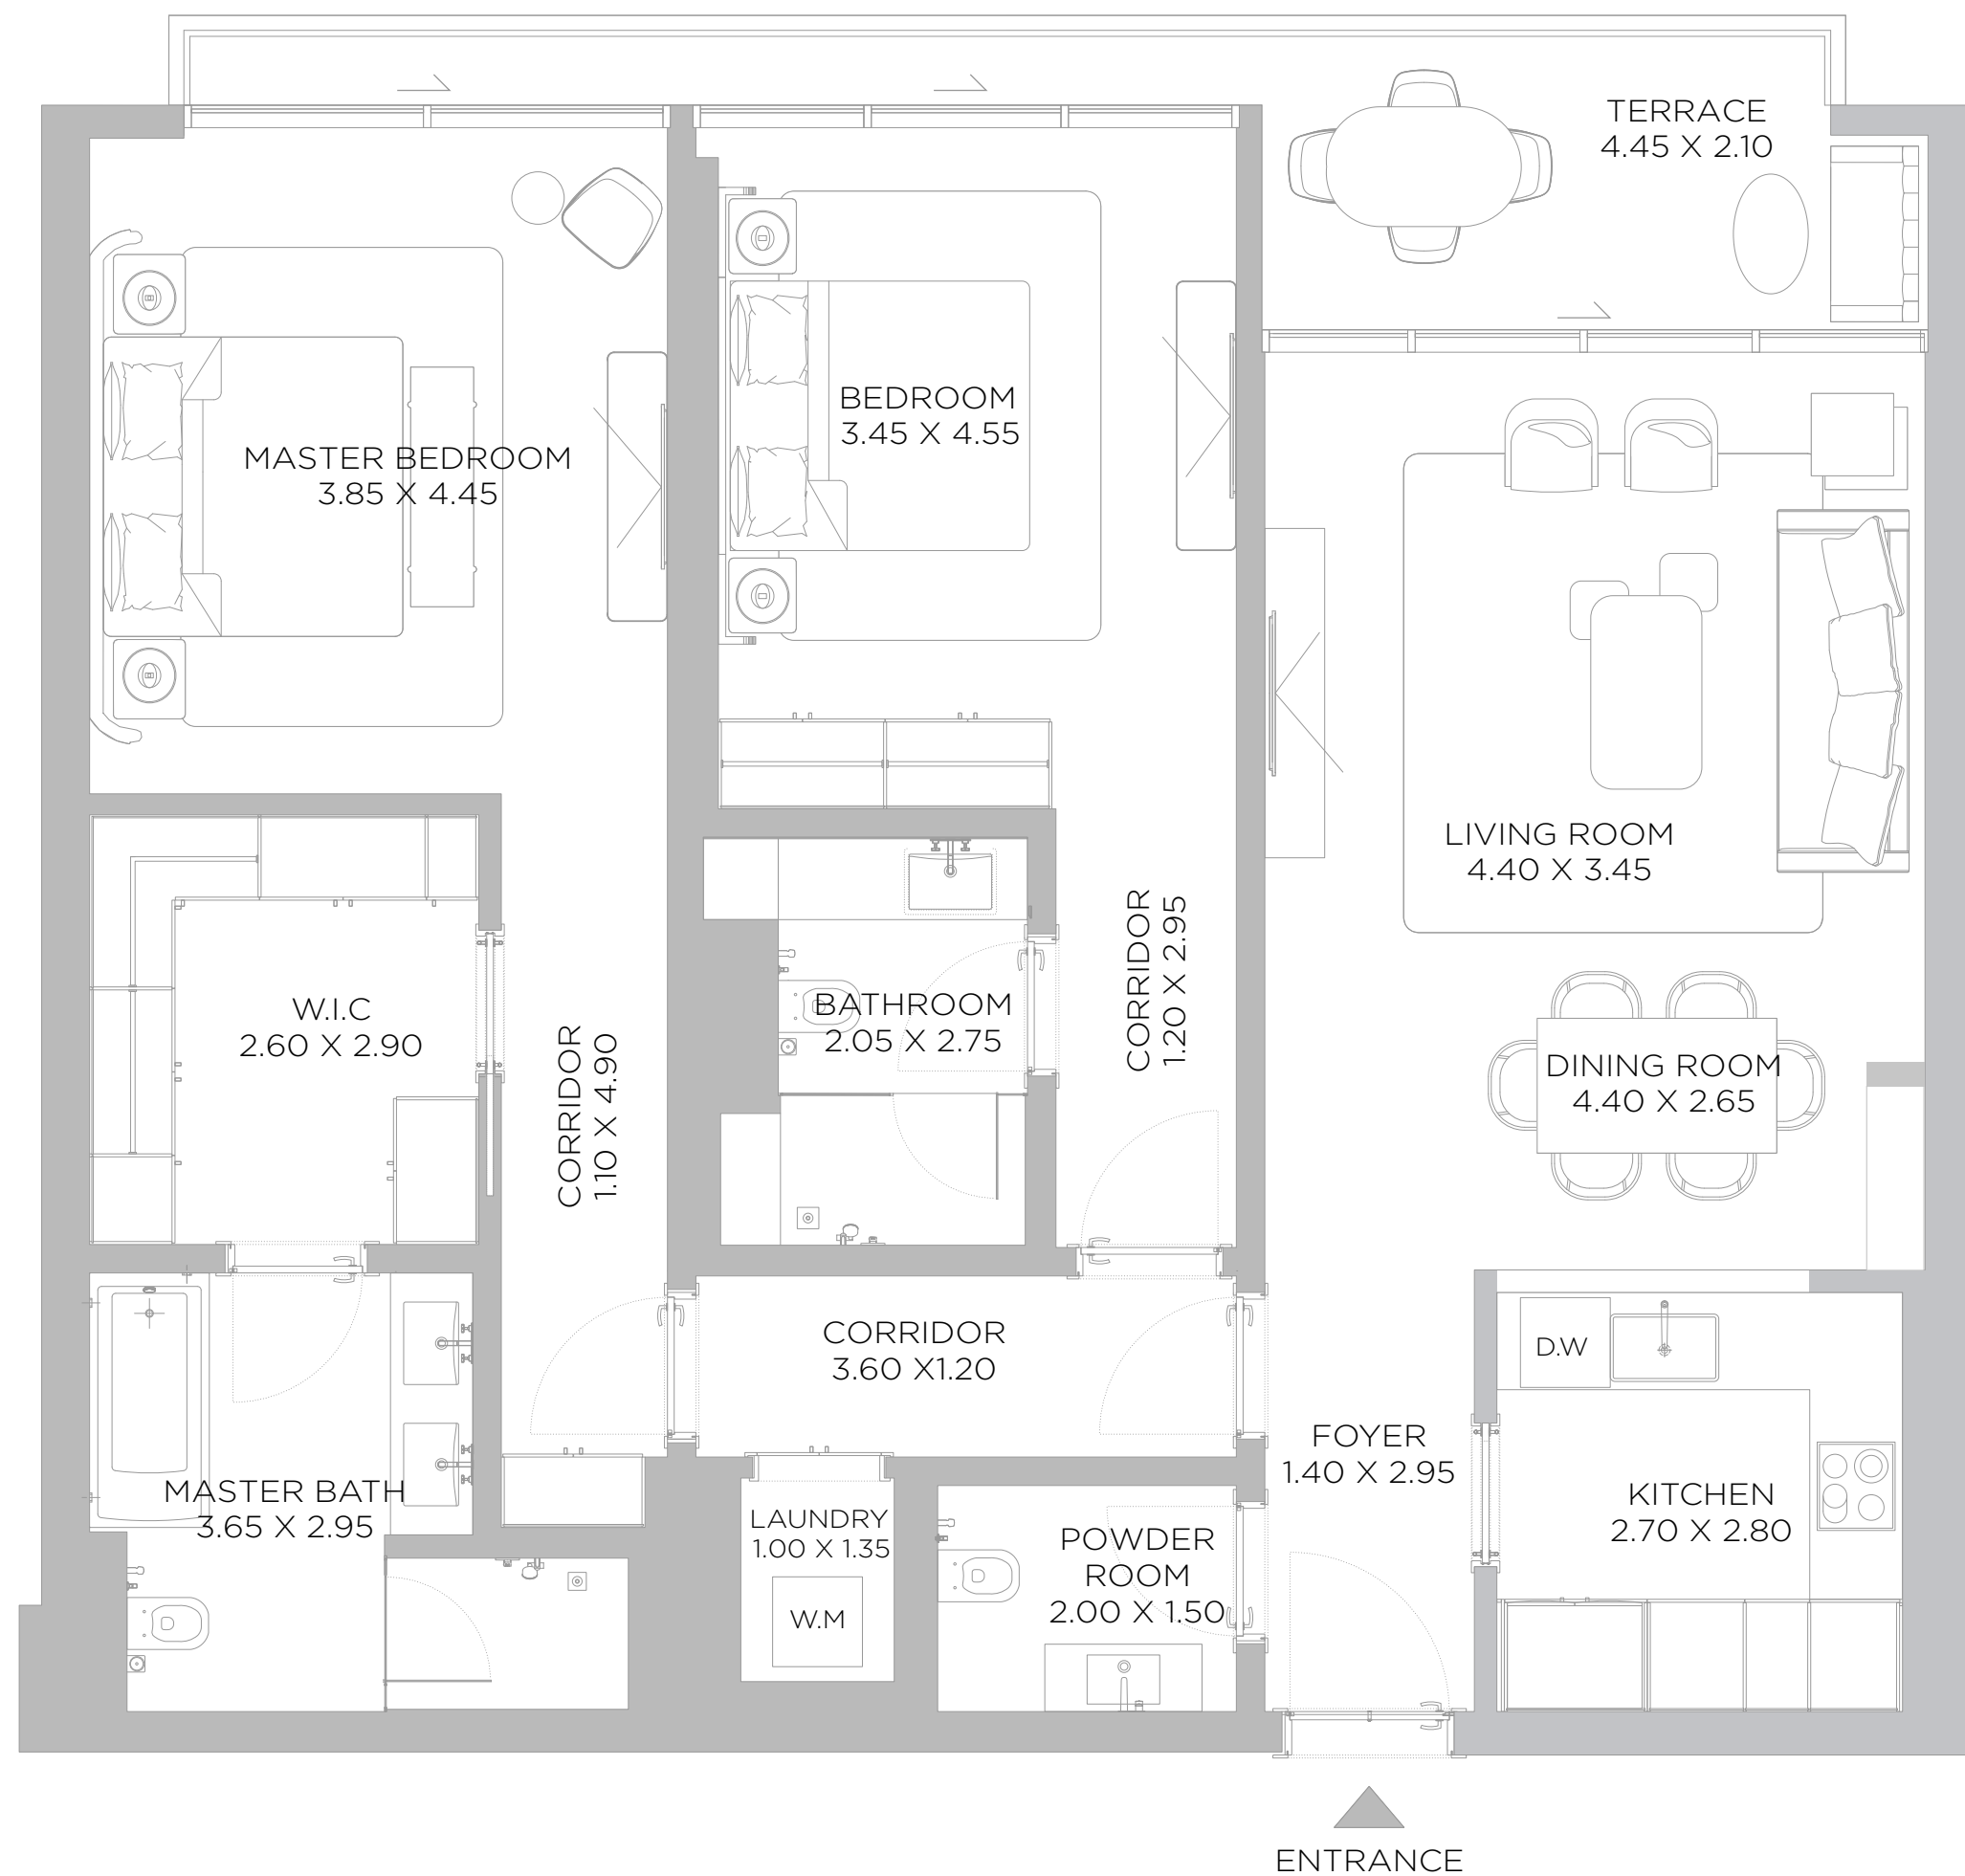 TERRACE
4.45 X 2.10
BEDROOM
3.45 X 4.55
MASTER BEDROOM
3.85 X 4.45
LIVING ROOM
4.40 X 3.45
CORRIDOR
1.20 X 2.95
W.I.C
2.60 X 2.90
BATHROOM
2.05 X 2.75
CORRIDOR
1.10 X 4.90
DINING ROOM
4.40 X 2.65
CORRIDOR
3.60 X1.20
D.W
FOYER
1.40 X 2.95
MASTER BATH
3.65 X 2.95
KITCHEN
2.70 X 2.80
LAUNDRY
1.00 X 1.35
POWDER
ROOM
2.00 X 1.50
W.M
ENTRANCE